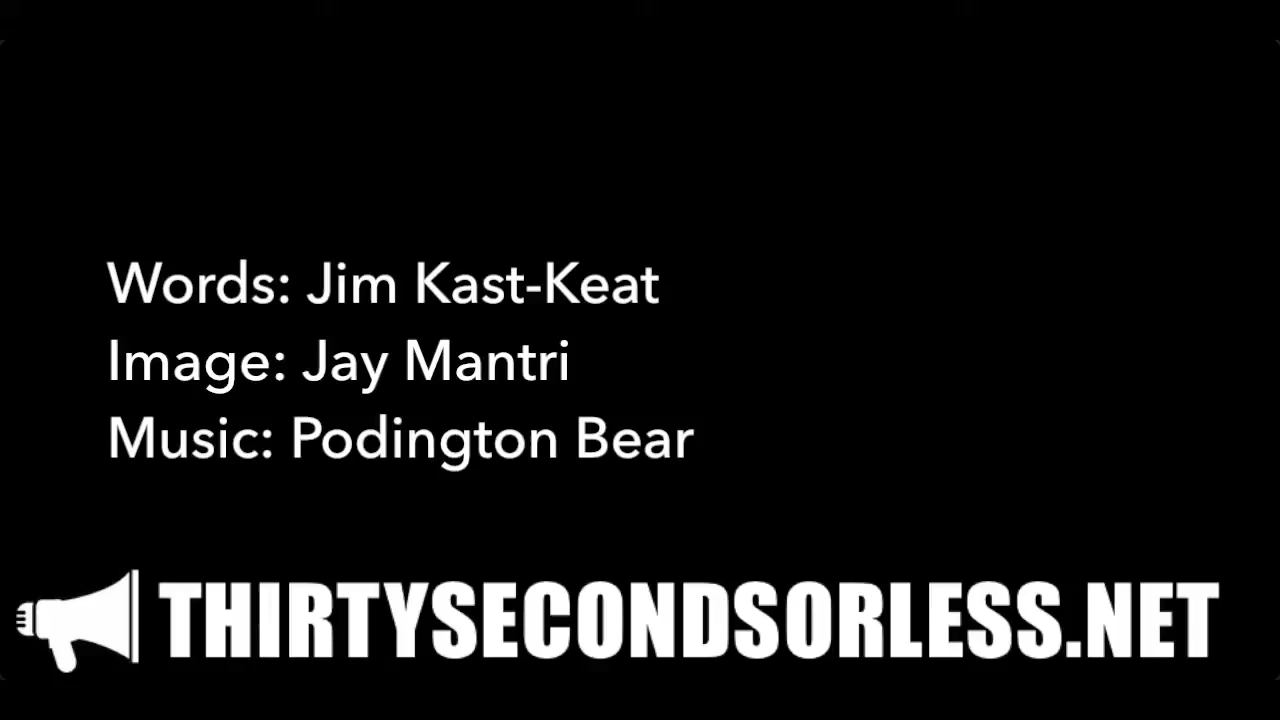 Words: Jim Kast-Keat
Image: Jay Mantri
Music: Podington Bear
THIRTYSECONDSORLESS.NET